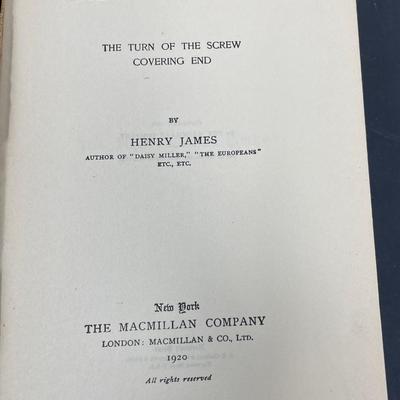 THE TURN OF THE SCREW
COVERING END
BY
HENRY JAMES
AUTHOR OF "DAISY MILLER," "THE EUROPEANS"
ETC., ETC.
New York
THE MACMILLAN COMPANY
LONDON: MACMILLAN & CO., LTD.
1920
All rights reserved